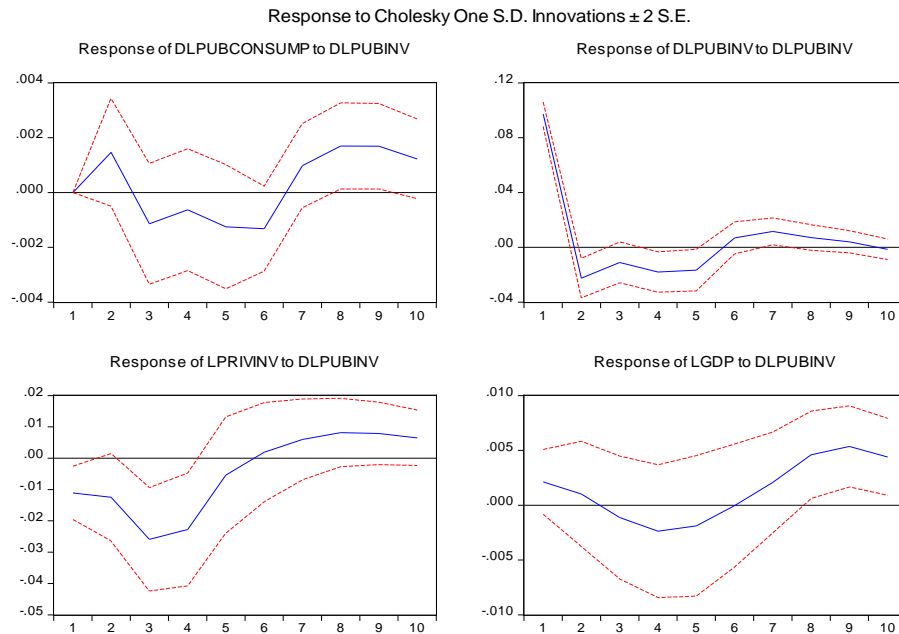 Response to Cholesky One S.D. Innovations ± 2 S.E.
Response of DLPUBCONSUMP to DLPUBINV
.004
.002
.000
-.002
-.004
1 2 3 4 5 6 7 8 9 10
Response of DLPUBINV to DLPUBINV
.12
.08
.04
.00
-.04
1 2 3 4 5 6 7 8 9 10
Response of LPRIVINV to DLPUBINV
.02
.01
.00
-.01
-.02
-.03
-.04
-.05
1 2 3 4 5 6 7 8 9 10
Response of LGDP to DLPUBINV
.010
.005
.000
-.005
-.010
1 2 3 4 5 6 7 8 9 10